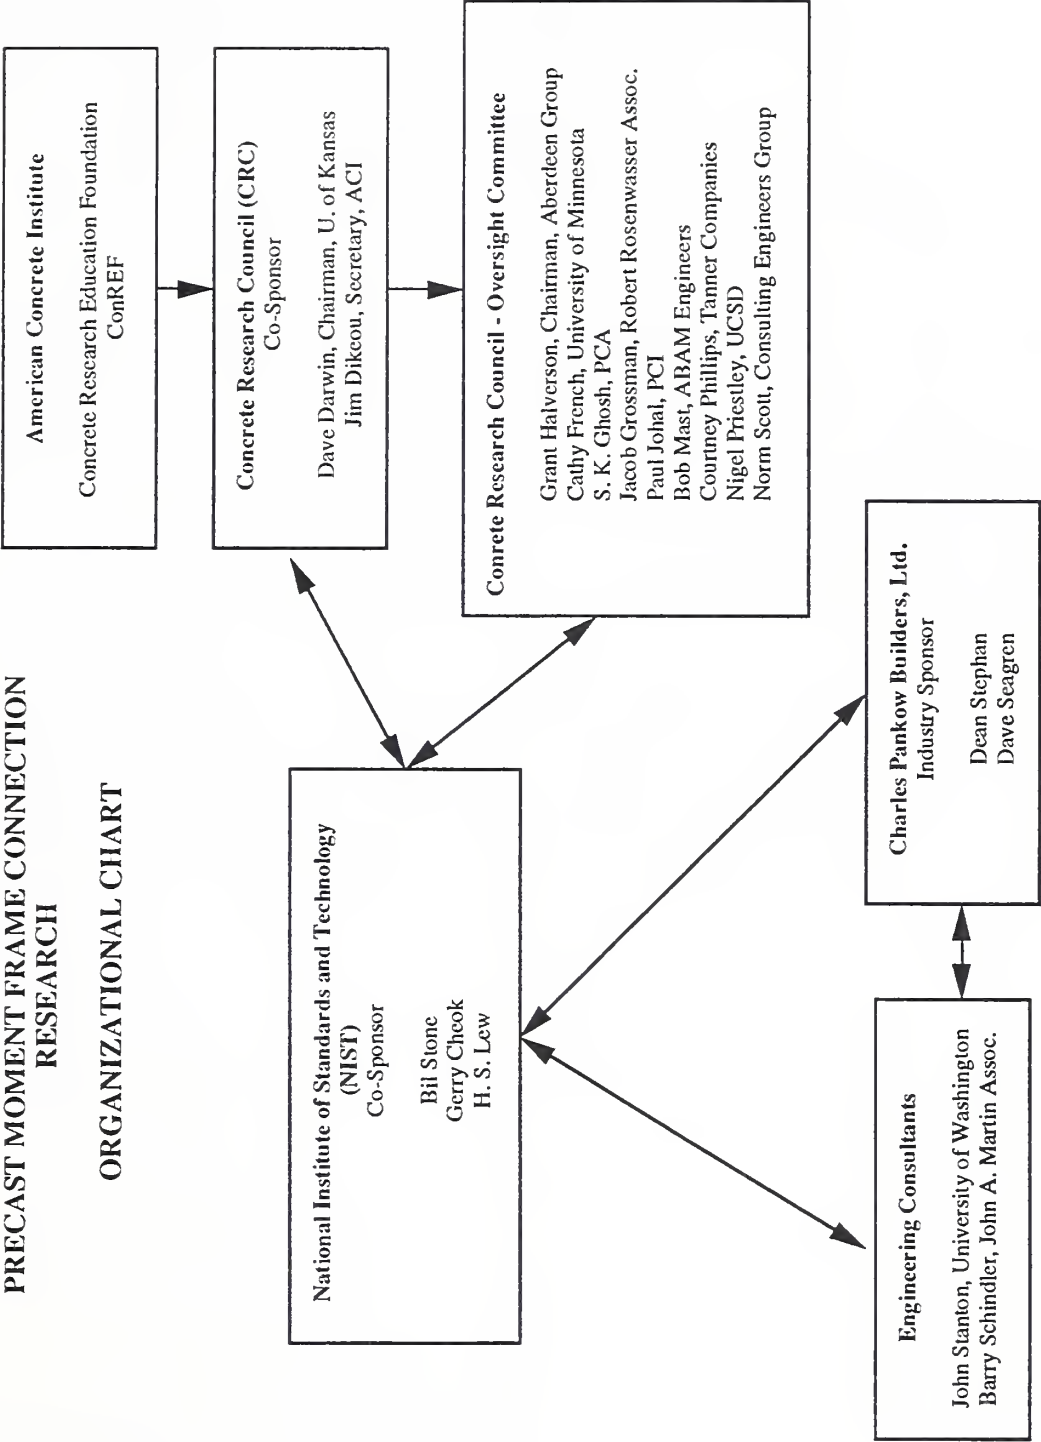 PRECAST MOMENT FRAME CONNECTION
RESEARCH
ORGANIZATIONAL CHART
American Concrete Institute
Concrete Research Education Foundation
ConREF
Concrete Research Council (CRC)
Co-Sponsor
Dave Darwin, Chairman, U. of Kansas
Jim Dikeou, Secretary, ACI
Conrete Research Council - Oversight Committee
Grant Halverson, Chairman, Aberdeen Group
Cathy French, University of Minnesota
S. K. Ghosh, PCA
Jacob Grossman, Robert Rosenwasser Assoc.
Paul Johal, PCI
Bob Mast, ABAM Engineers
Courtney Phillips, Tanner Companies
Nigel Priestley, UCSD
Norm Scott, Consulting Engineers Group
National Institute of Standards and Technology
(NIST)
Co-Sponsor
Bil Stone
Gerry Cheok
H. S. Lew
Charles Pankow Builders, Ltd.
Industry Sponsor
Dean Stephan
Dave Seagren
Engineering Consultants
John Stanton, University of Washington
Barry Schindler, John A. Martin Assoc.